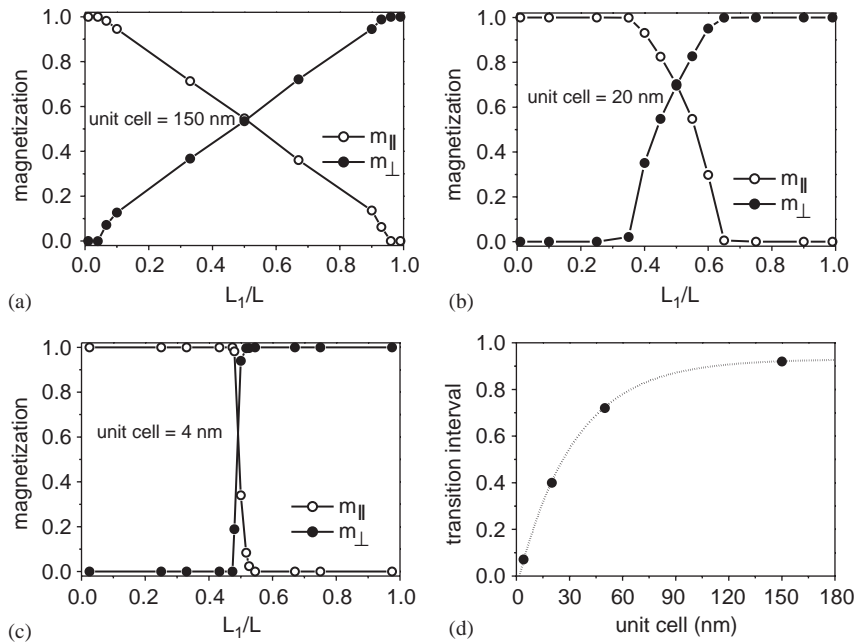 1.0
0.8
0.6
0.4
0.2
0.0
magnetization
unit cell = 150 nm
m∥
m⊥
0.0 0.2 0.4 0.6 0.8 1.0
L₁/L
(a)
1.0
0.8
0.6
0.4
0.2
0.0
magnetization
unit cell = 20 nm
m∥
m⊥
0.0 0.2 0.4 0.6 0.8 1.0
L₁/L
(b)
1.0
0.8
0.6
0.4
0.2
0.0
magnetization
unit cell = 4 nm
m∥
m⊥
0.0 0.2 0.4 0.6 0.8 1.0
L₁/L
(c)
1.0
0.8
0.6
0.4
0.2
0.0
transition interval
0 30 60 90 120 150 180
unit cell (nm)
(d)